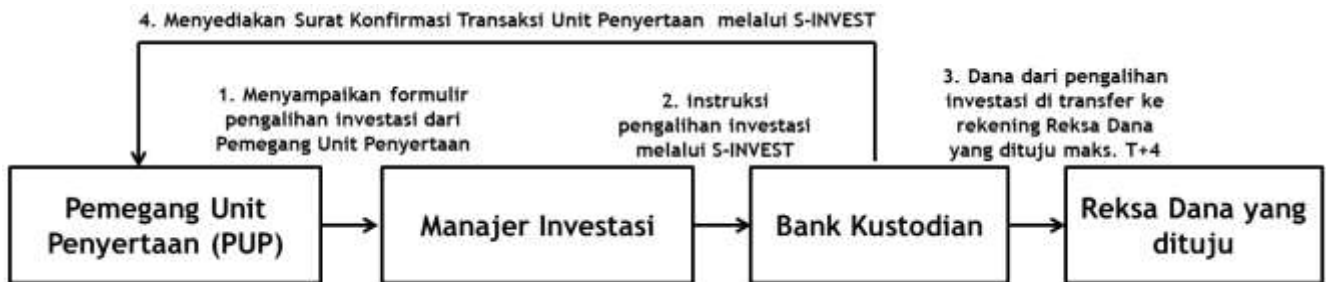 4. Menyediakan Surat Konfirmasi Transaksi Unit Penyertaan melalui S-INVEST
1. Menyampaikan formulir
pengalihan investasi dari
Pemegang Unit Penyertaan
2. instruksi
pengalihan investasi
melalui S-INVEST
3. Dana dari pengalihan
investasi di transfer ke
rekening Reksa Dana
yang dituju maks. T+4
Pemegang Unit
Penyertaan (PUP)
Manajer Investasi
Bank Kustodian
Reksa Dana yang
dituju